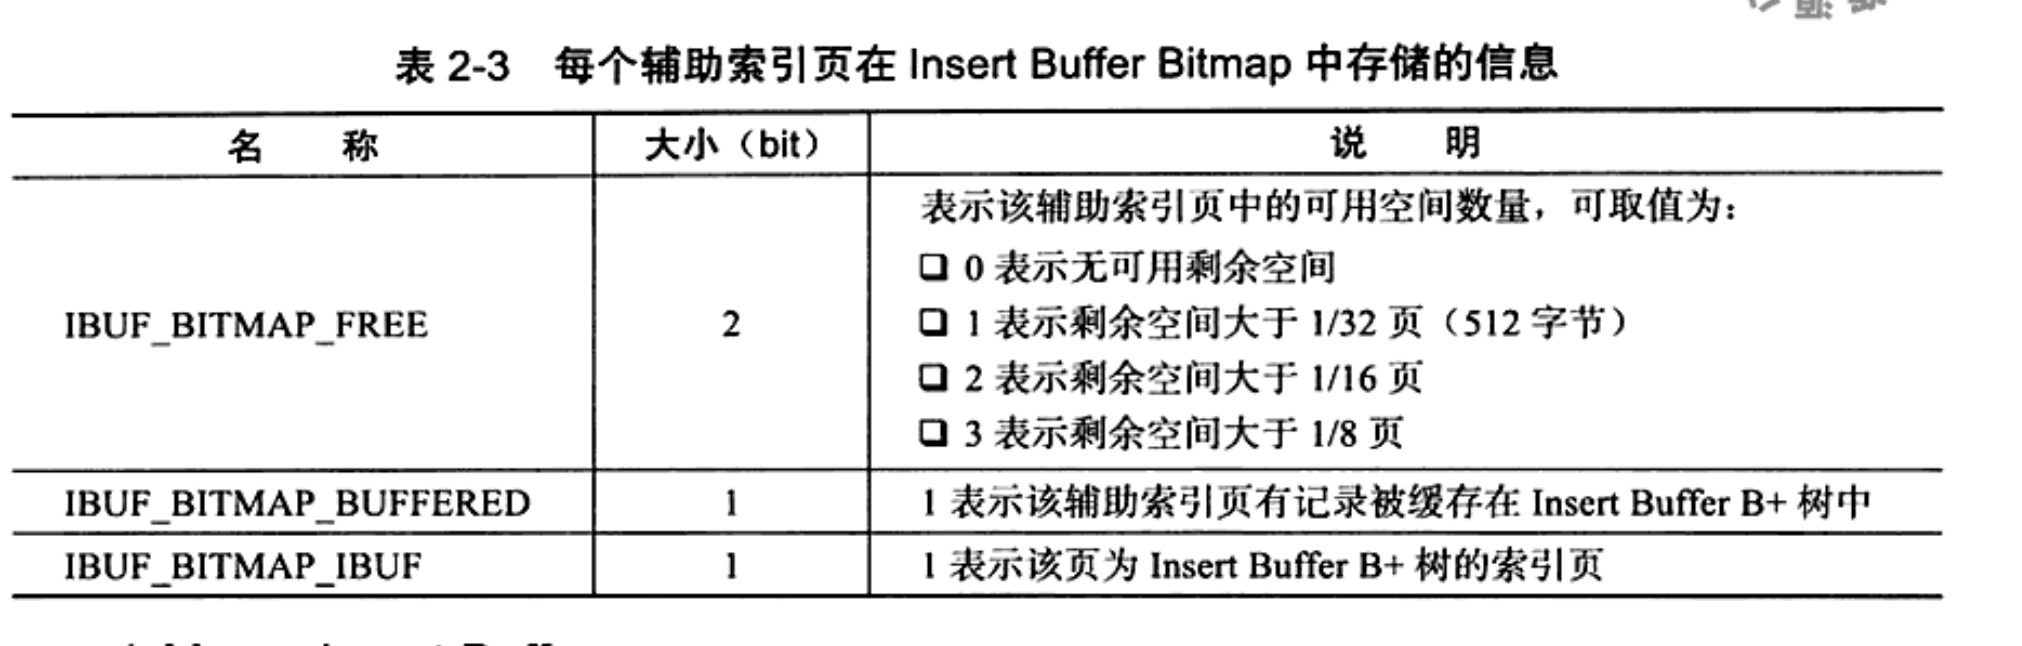 表 2-3 每个辅助索引页在 Insert Buffer Bitmap 中存储的信息
名 称 大小（bit） 说 明
表示该辅助索引页中的可用空间数量，可取值为：
❑ 0 表示无可用剩余空间
IBUF_BITMAP_FREE 2 ❑ 1 表示剩余空间大于 1/32 页（512 字节）
❑ 2 表示剩余空间大于 1/16 页
❑ 3 表示剩余空间大于 1/8 页
IBUF_BITMAP_BUFFERED 1 1 表示该辅助索引页有记录被缓存在 Insert Buffer B+ 树中
IBUF_BITMAP_IBUF 1 1 表示该页为 Insert Buffer B+ 树的索引页